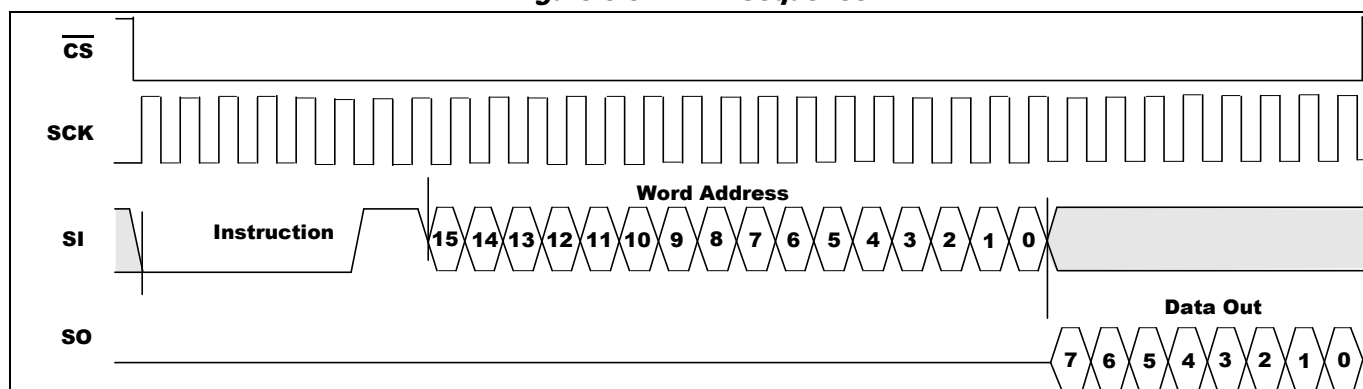 CS
SCK
Word Address
SI Instruction 15 14 13 12 11 10 9 8 7 6 5 4 3 2 1 0
Data Out
SO 7 6 5 4 3 2 1 0